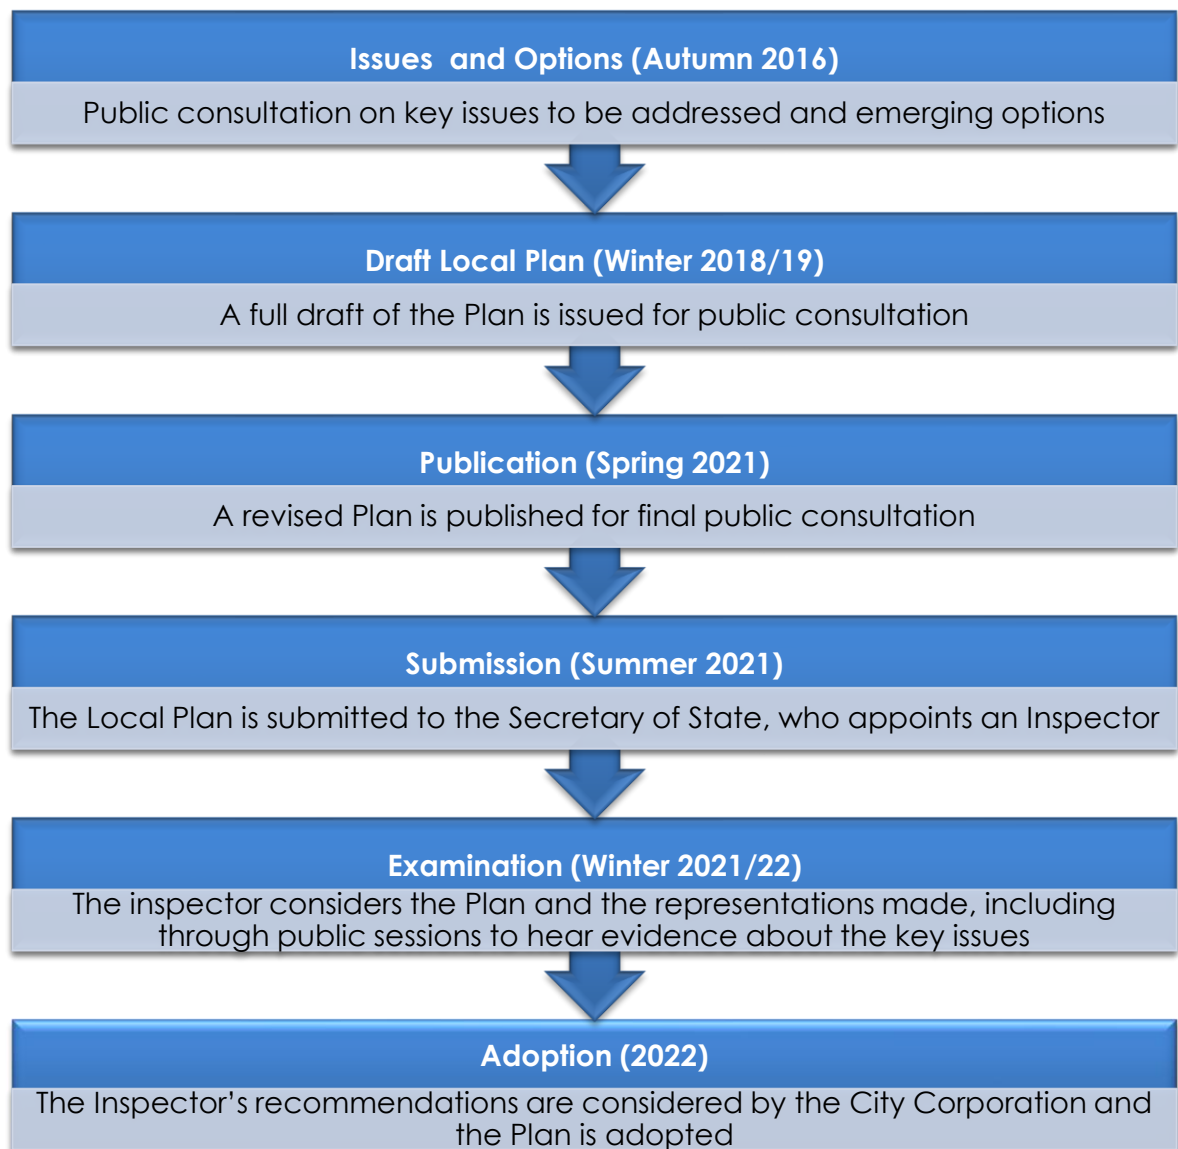 Issues  and Options (Autumn 2016)
Public consultation on key issues to be addressed and emerging options
Draft Local Plan (Winter 2018/19)
A full draft of the Plan is issued for public consultation
Publication (Spring 2021)
A revised Plan is published for final public consultation
Submission (Summer 2021)
The Local Plan is submitted to the Secretary of State, who appoints an Inspector
Examination (Winter 2021/22)
The inspector considers the Plan and the representations made, including
through public sessions to hear evidence about the key issues
Adoption (2022)
The Inspector’s recommendations are considered by the City Corporation and
the Plan is adopted